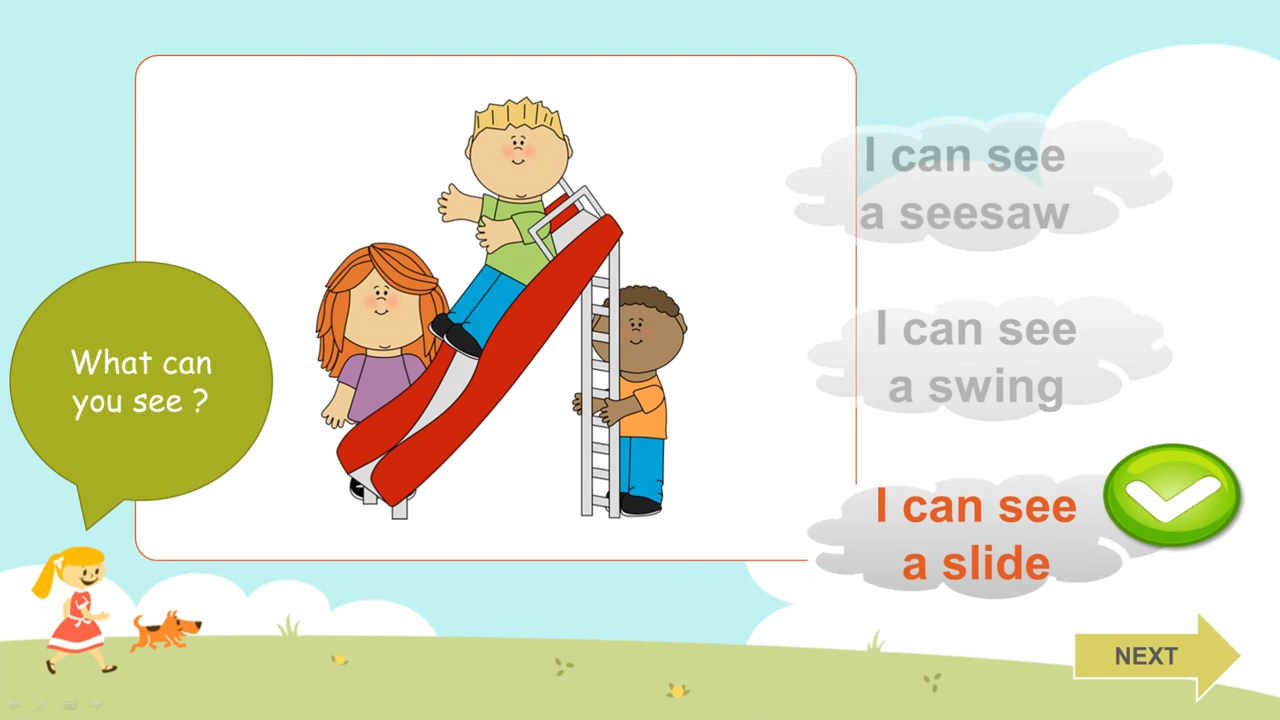 What can
you see ?
I can see
a seesaw
I can see
a swing
I can see
a slide
NEXT